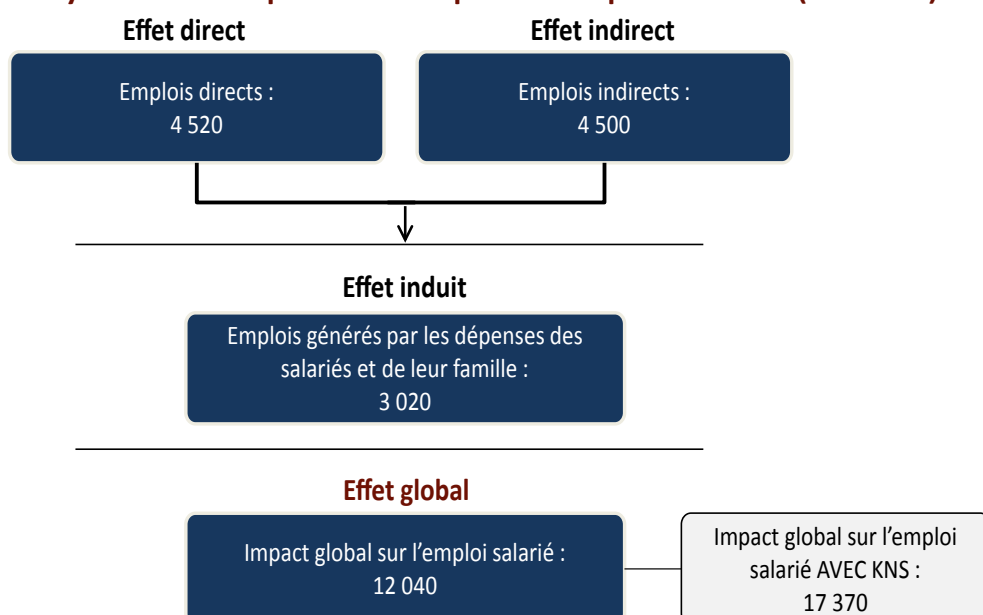 Effet direct
Effet indirect
Emplois directs :
4 520
Emplois indirects :
4 500
Effet induit
Emplois générés par les dépenses des
salariés et de leur famille :
3 020
Effet global
Impact global sur l'emploi salarié :
12 040
Impact global sur l'emploi
salarié AVEC KNS :
17 370